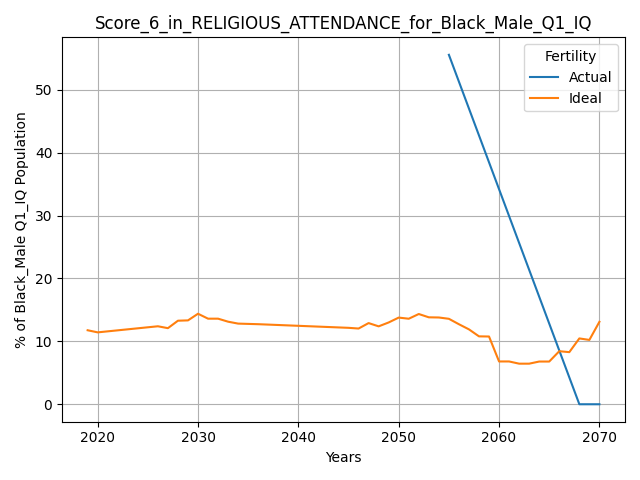 Score_6_in_RELIGIOUS_ATTENDANCE_for_Black_Male_Q1_IQ
% of Black_Male Q1_IQ Population
50
40
30
20
10
0
Fertility
Actual
Ideal
2020 2030 2040 2050 2060 2070
Years